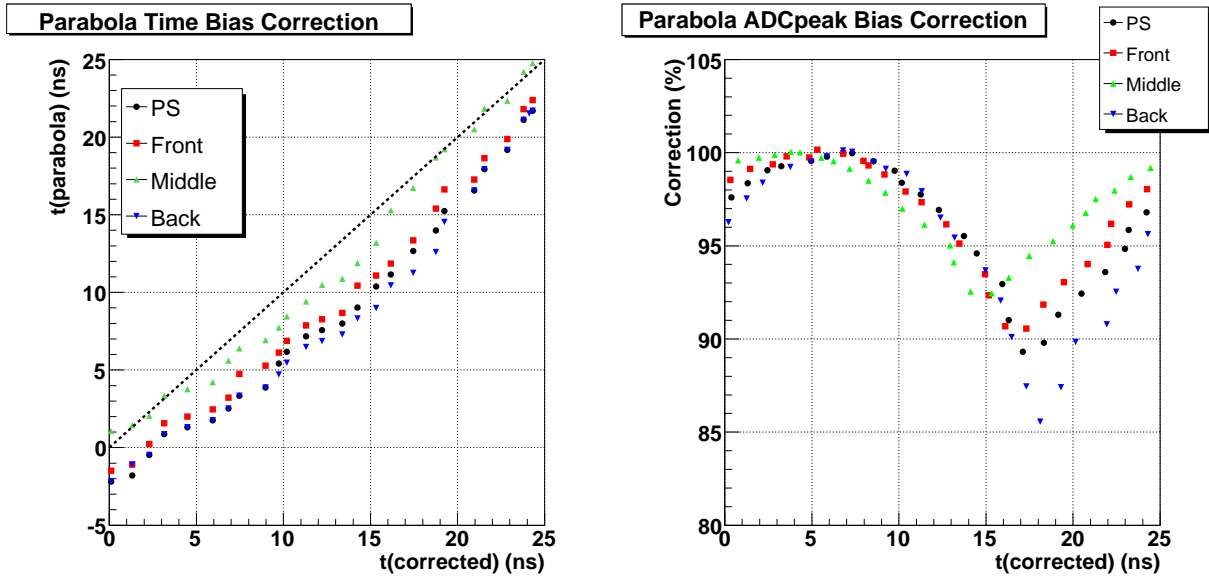 Parabola Time Bias Correction
t(parabola) (ns)
25
20
15
10
5
0
-5
PS
Front
Middle
Back
0 5 10 15 20 25
t(corrected) (ns)
Parabola ADCpeak Bias Correction
Correction (%)
105
100
95
90
85
80
PS
Front
Middle
Back
0 5 10 15 20 25
t(corrected) (ns)